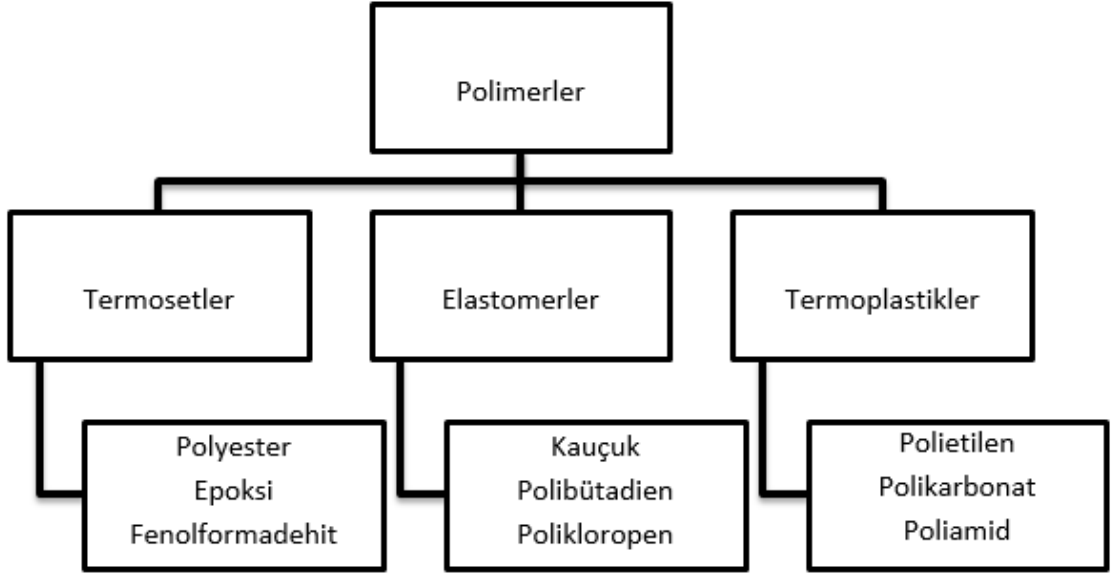 Polimerler
Termosetler
Elastomerler
Termoplastikler
Polyester
Epoksi
Fenolformadehit
Kauçuk
Polibütadien
Polikloropen
Polietilen
Polikarbonat
Poliamid